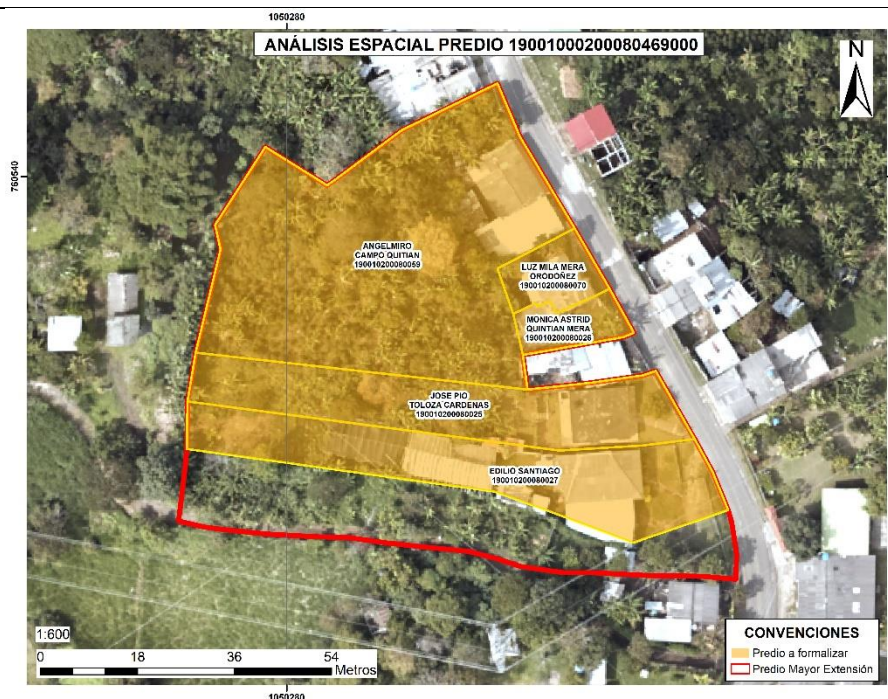 1050280
ANÁLISIS ESPACIAL PREDIO 19001000200080469000
N
760540
ANGELMIRO
CAMPO QUITIAN
190010200080059
LUZ MILA MERA
ORODOÑEZ
190010200080070
MONICA ASTRID
QUINTIAN MERA
190010200080026
JOSE PIO
TOLOZA CARDENAS
190010200080025
EDILIO SANTIAGO
190010200080027
1:600
0 18 36 54
Metros
CONVENCIONES
Predio a formalizar
Predio Mayor Extensión
1050280